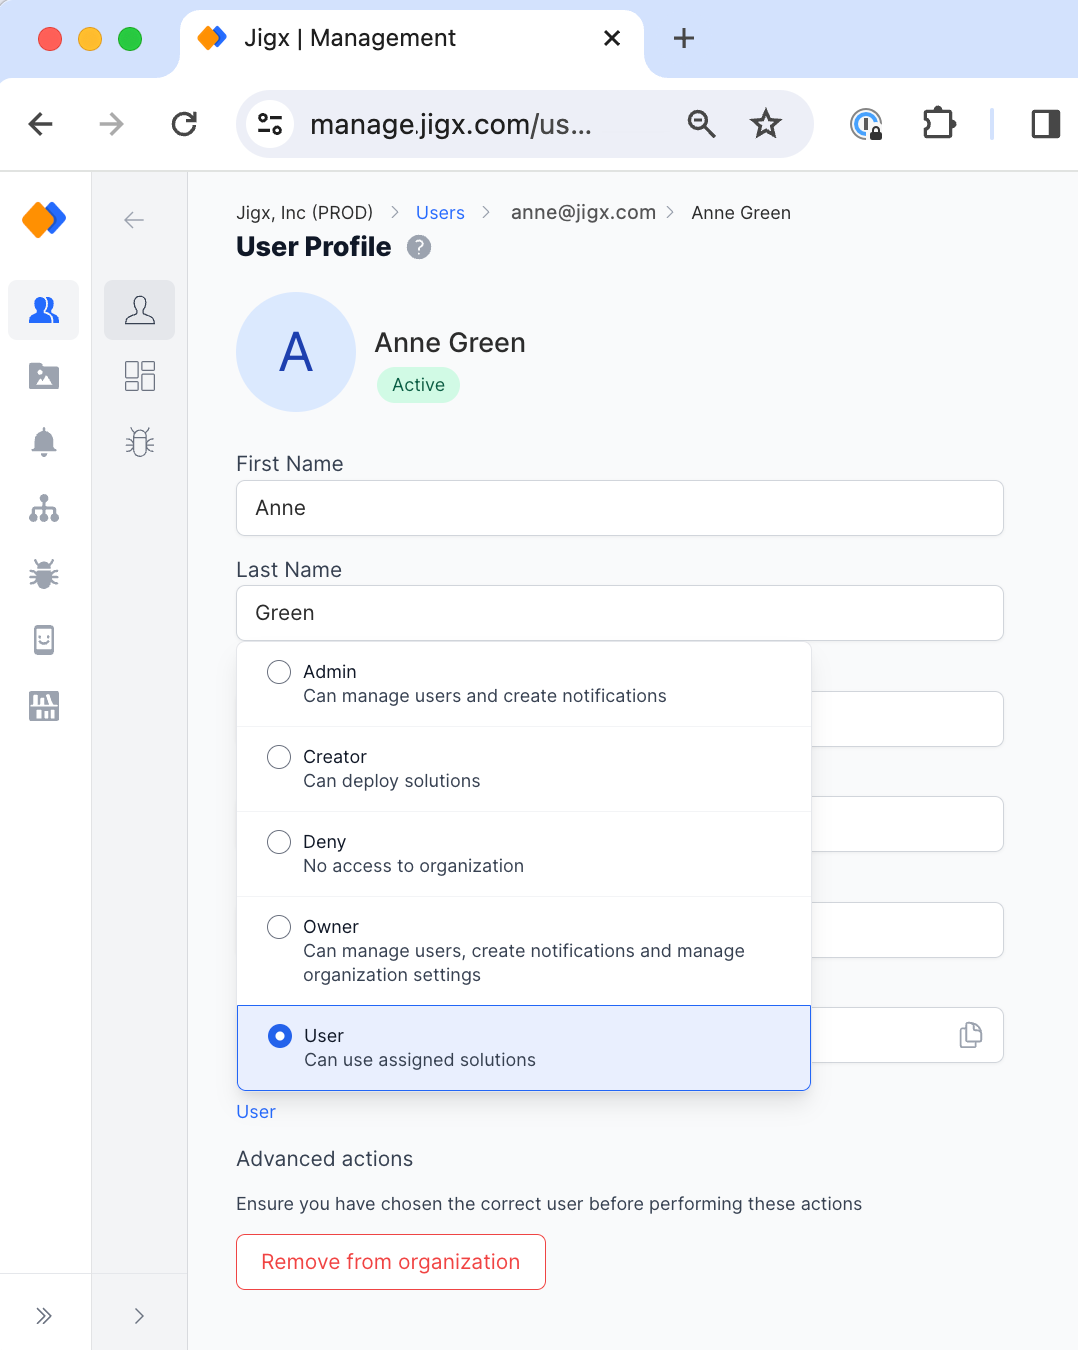 Jigx | Management
manage.jigx.com/us...
Jigx, Inc (PROD) > Users > anne@jigx.com > Anne Green
User Profile ?
A
Anne Green
Active
First Name
Anne
Last Name
Green
Admin
Can manage users and create notifications
Creator
Can deploy solutions
Deny
No access to organization
Owner
Can manage users, create notifications and manage
organization settings
User
Can use assigned solutions
User
Advanced actions
Ensure you have chosen the correct user before performing these actions
Remove from organization